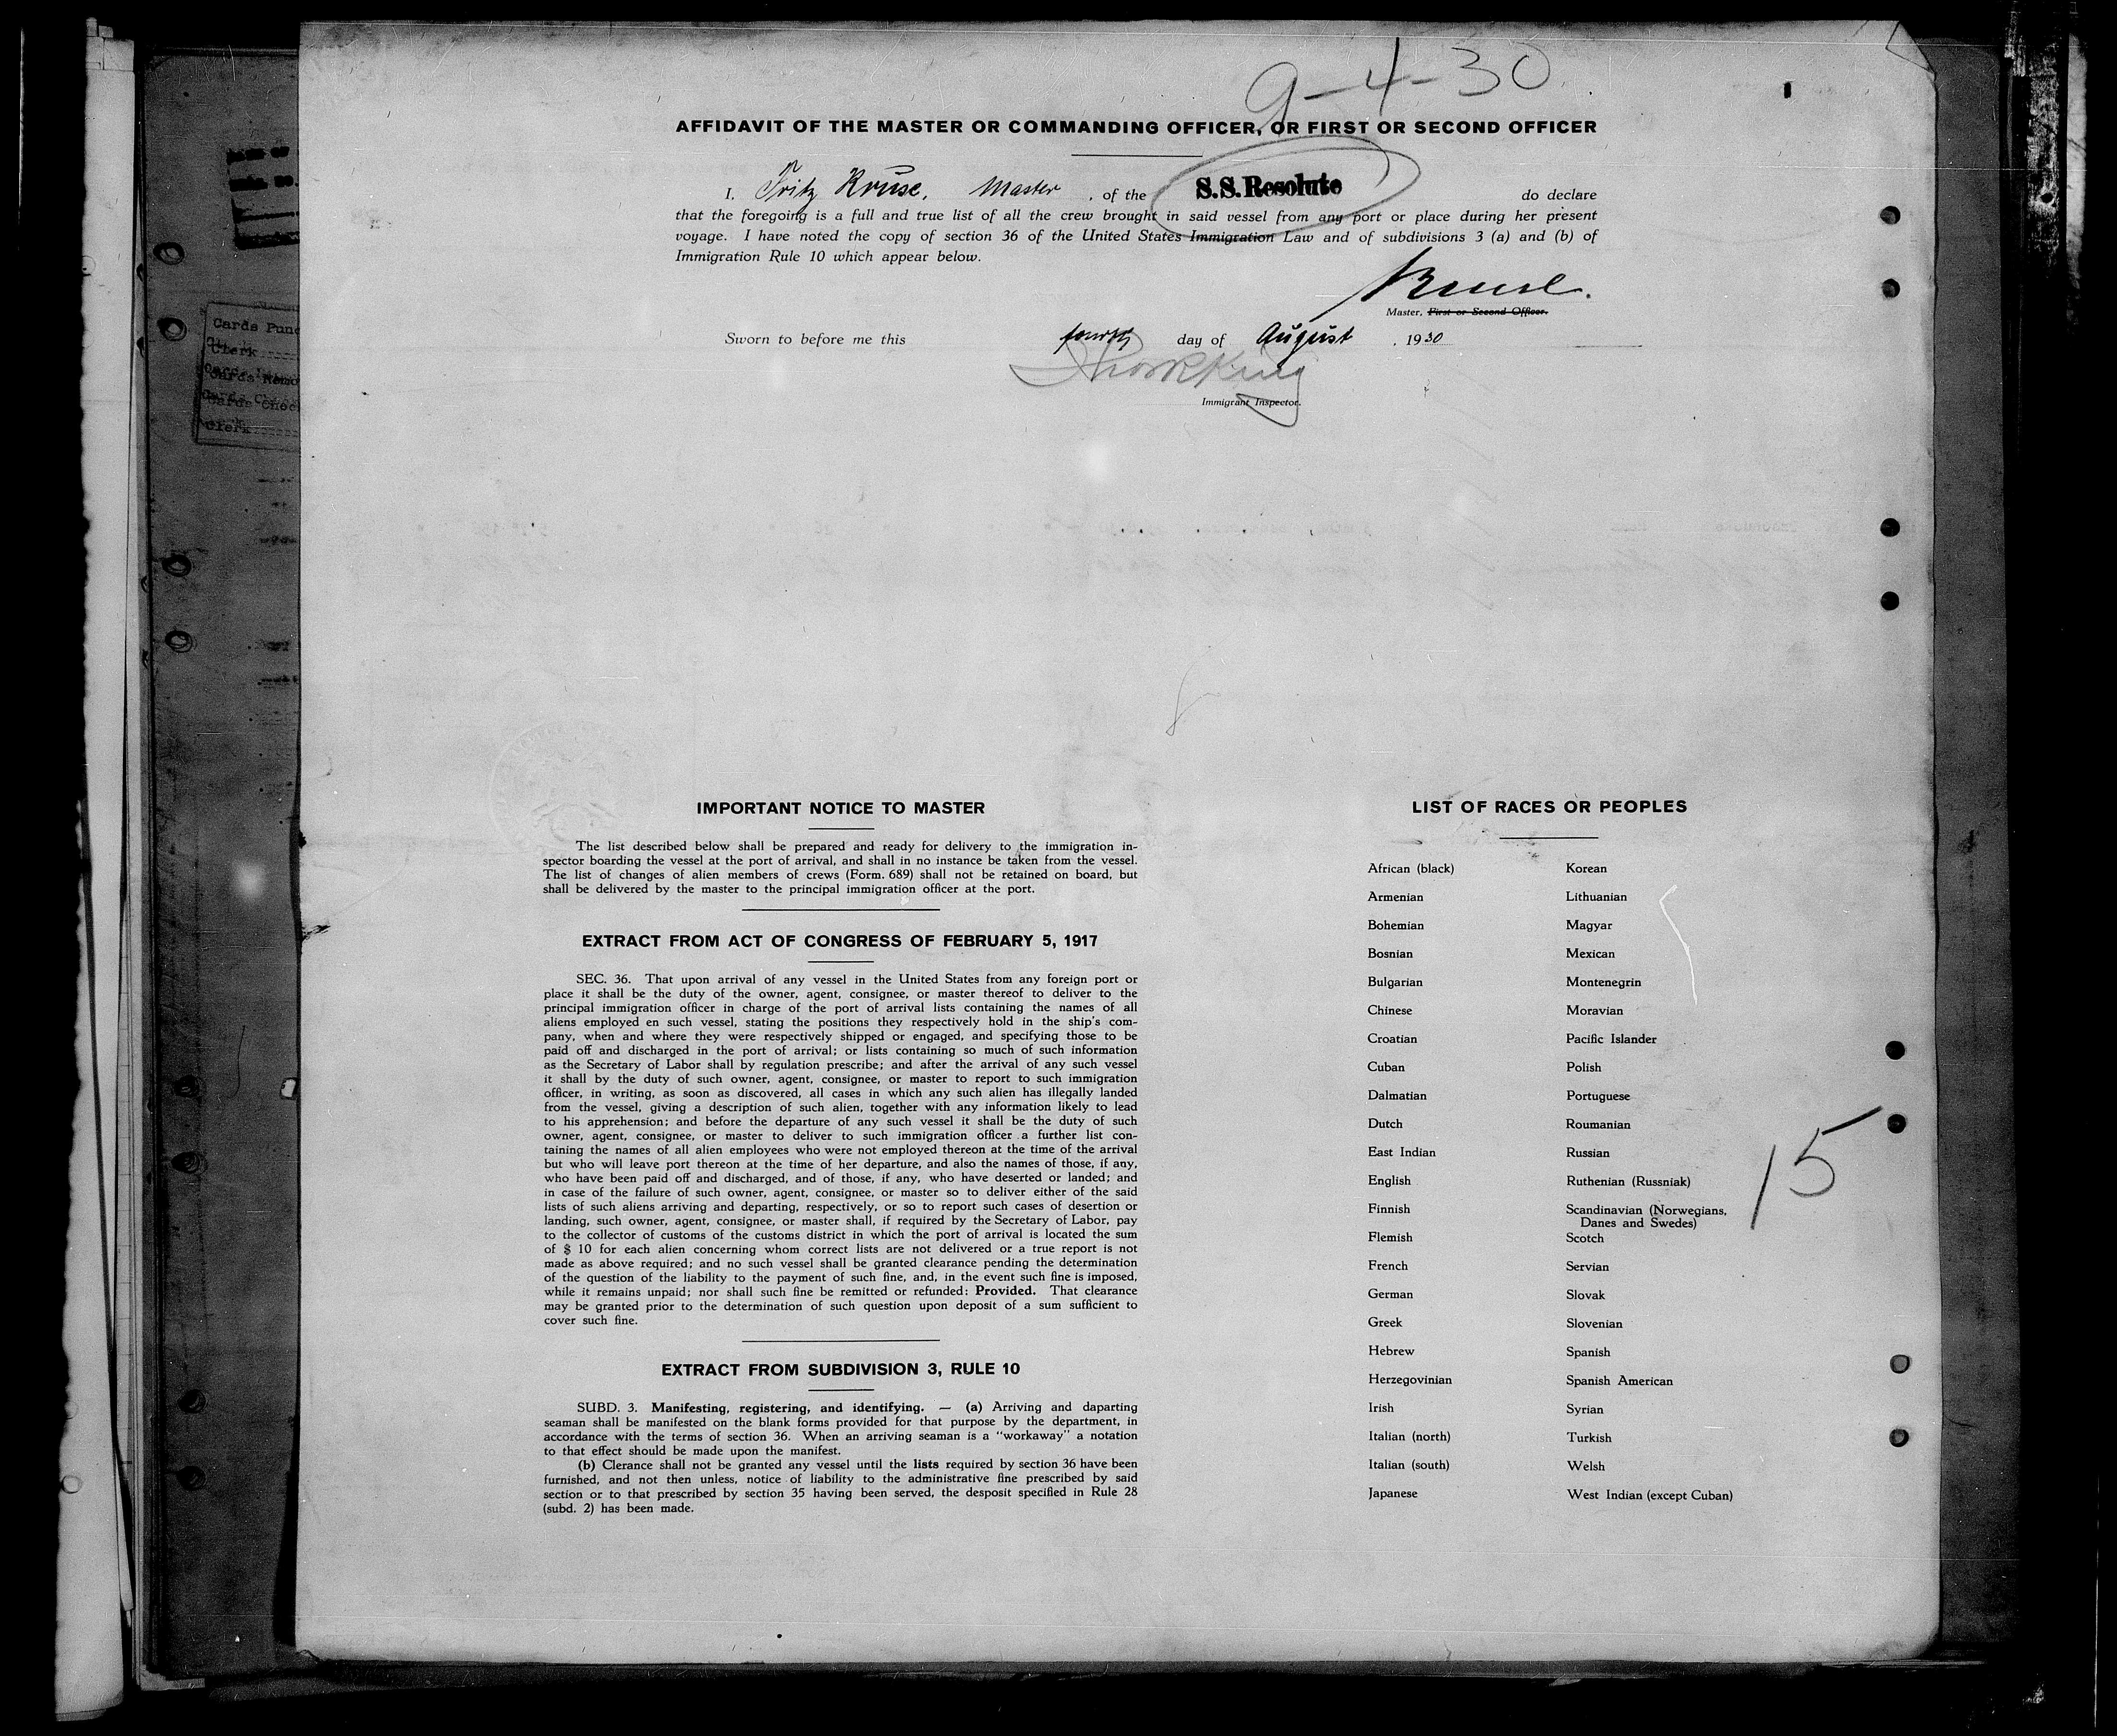 9-4-30
AFFIDAVIT OF THE MASTER OR COMMANDING OFFICER, OR FIRST OR SECOND OFFICER
I, Fritz Kruse, Master, of the S.S. Resolute do declare
that the foregoing is a full and true list of all the crew brought in said vessel from any port or place during her present
voyage. I have noted the copy of section 36 of the United States Immigration Law and of subdivisions 3 (a) and (b) of
Immigration Rule 10 which appear below.
Kruse.
Master, First or Second Officer.
Sworn to before me this fourth day of August, 1930
Immigrant Inspector.
Cards Punc
Clerk
Cards Remo
Cards Chec
Clerk
IMPORTANT NOTICE TO MASTER
The list described below shall be prepared and ready for delivery to the immigration in-
spector boarding the vessel at the port of arrival, and shall in no instance be taken from the vessel.
The list of changes of alien members of crews (Form. 689) shall not be retained on board, but
shall be delivered by the master to the principal immigration officer at the port.
EXTRACT FROM ACT OF CONGRESS OF FEBRUARY 5, 1917
SEC. 36. That upon arrival of any vessel in the United States from any foreign port or
place it shall be the duty of the owner, agent, consignee, or master thereof to deliver to the
principal immigration officer in charge of the port of arrival lists containing the names of all
aliens employed en such vessel, stating the positions they respectively hold in the ship's com-
pany, when and where they were respectively shipped or engaged, and specifying those to be
paid off and discharged in the port of arrival; or lists containing so much of such information
as the Secretary of Labor shall by regulation prescribe; and after the arrival of any such vessel
it shall by the duty of such owner, agent, consignee, or master to report to such immigration
officer, in writing, as soon as discovered, all cases in which any such alien has illegally landed
from the vessel, giving a description of such alien, together with any information likely to lead
to his apprehension; and before the departure of any such vessel it shall be the duty of such
owner, agent, consignee, or master to deliver to such immigration officer a further list con-
taining the names of all alien employees who were not employed thereon at the time of the arrival
but who will leave port thereon at the time of her departure, and also the names of those, if any,
who have been paid off and discharged, and of those, if any, who have deserted or landed; and
in case of the failure of such owner, agent, consignee, or master so to deliver either of the said
lists of such aliens arriving and departing, respectively, or so to report such cases of desertion or
landing, such owner, agent, consignee, or master shall, if required by the Secretary of Labor, pay
to the collector of customs of the customs district in which the port of arrival is located the sum
of $ 10 for each alien concerning whom correct lists are not delivered or a true report is not
made as above required; and no such vessel shall be granted clearance pending the determination
of the question of the liability to the payment of such fine, and, in the event such fine is imposed,
while it remains unpaid; nor shall such fine be remitted or refunded: Provided. That clearance
may be granted prior to the determination of such question upon deposit of a sum sufficient to
cover such fine.
EXTRACT FROM SUBDIVISION 3, RULE 10
SUBD. 3. Manifesting, registering, and identifying. — (a) Arriving and daparting
seaman shall be manifested on the blank forms provided for that purpose by the department, in
accordance with the terms of section 36. When an arriving seaman is a "workaway" a notation
to that effect should be made upon the manifest.
(b) Clerance shall not be granted any vessel until the lists required by section 36 have been
furnished, and not then unless, notice of liability to the administrative fine prescribed by said
section or to that prescribed by section 35 having been served, the desposit specified in Rule 28
(subd. 2) has been made.
LIST OF RACES OR PEOPLES
African (black)
Armenian
Bohemian
Bosnian
Bulgarian
Chinese
Croatian
Cuban
Dalmatian
Dutch
East Indian
English
Finnish
Flemish
French
German
Greek
Hebrew
Herzegovinian
Irish
Italian (north)
Italian (south)
Japanese
Korean
Lithuanian
Magyar
Mexican
Montenegrin
Moravian
Pacific Islander
Polish
Portuguese
Roumanian
Russian
Ruthenian (Russniak)
Scandinavian (Norwegians,
Danes and Swedes)
Scotch
Servian
Slovak
Slovenian
Spanish
Spanish American
Syrian
Turkish
Welsh
West Indian (except Cuban)
15